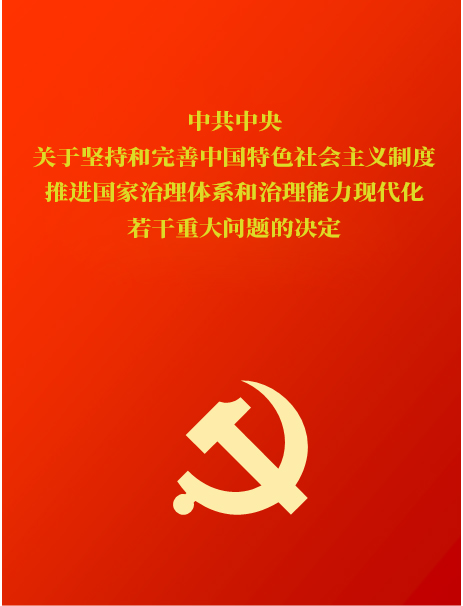 中共中央
关于坚持和完善中国特色社会主义制度
推进国家治理体系和治理能力现代化
若干重大问题的决定